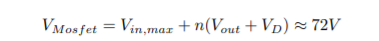 V_{Mosfet} = V_{in,max} + n(V_{out} + V_D) ≈ 72V